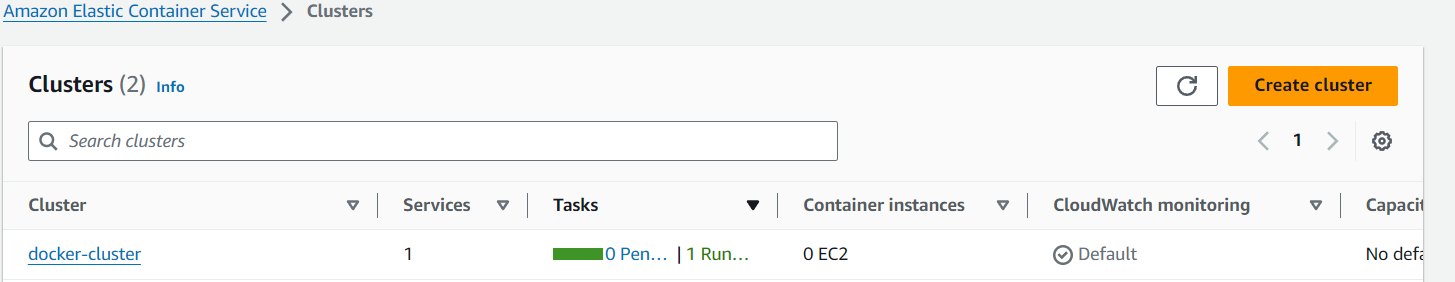 Amazon Elastic Container Service > Clusters
Clusters (2) Info
Create cluster
Search clusters
1
Cluster Services Tasks Container instances CloudWatch monitoring Capacit
docker-cluster 1 0 Pen... | 1 Run... 0 EC2 Default No defa